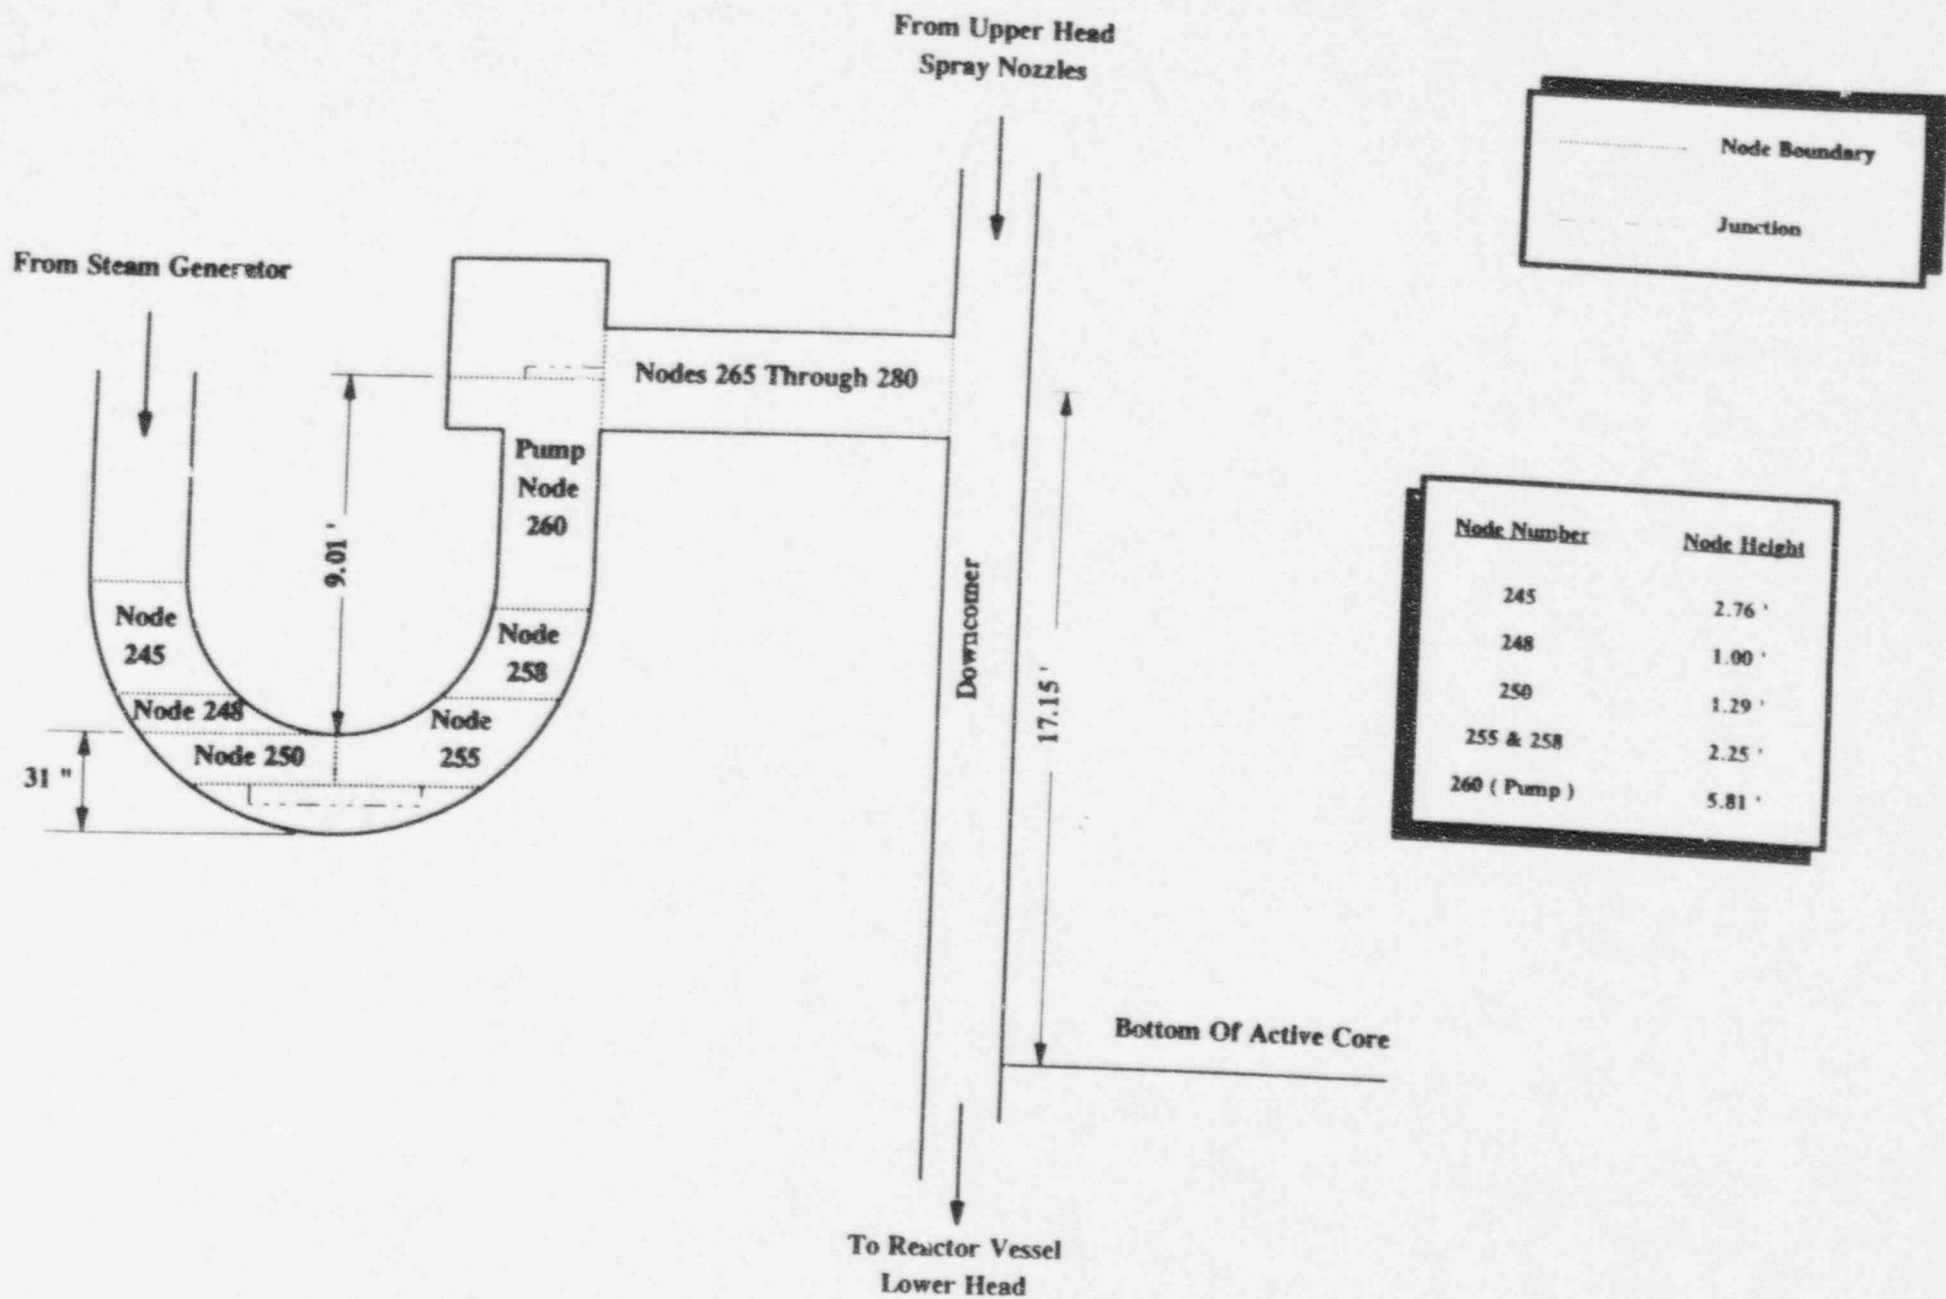 From Upper Head
Spray Nozzles
Node Boundary
Junction
From Steam Generator
Nodes 265 Through 280
Pump
Node
260
9.01 '
Node
245
Node
258
Node 248
Node
255
Node 250
31 "
Downcomer
17.15 '
Node Number Node Height
245 2.76 '
248 1.00 '
250 1.29 '
255 & 258 2.25 '
260 ( Pump ) 5.81 '
Bottom Of Active Core
To Reactor Vessel
Lower Head